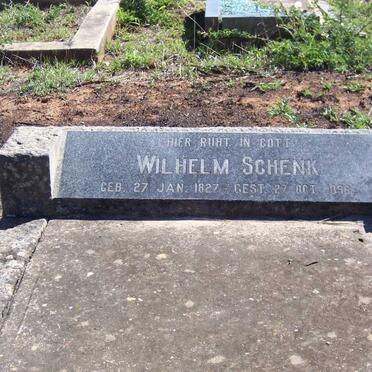 HIER RUHT IN GOTT
WILHELM SCHENK
GEB. 27 JAN. 1827 - GEST. 27 OCT.